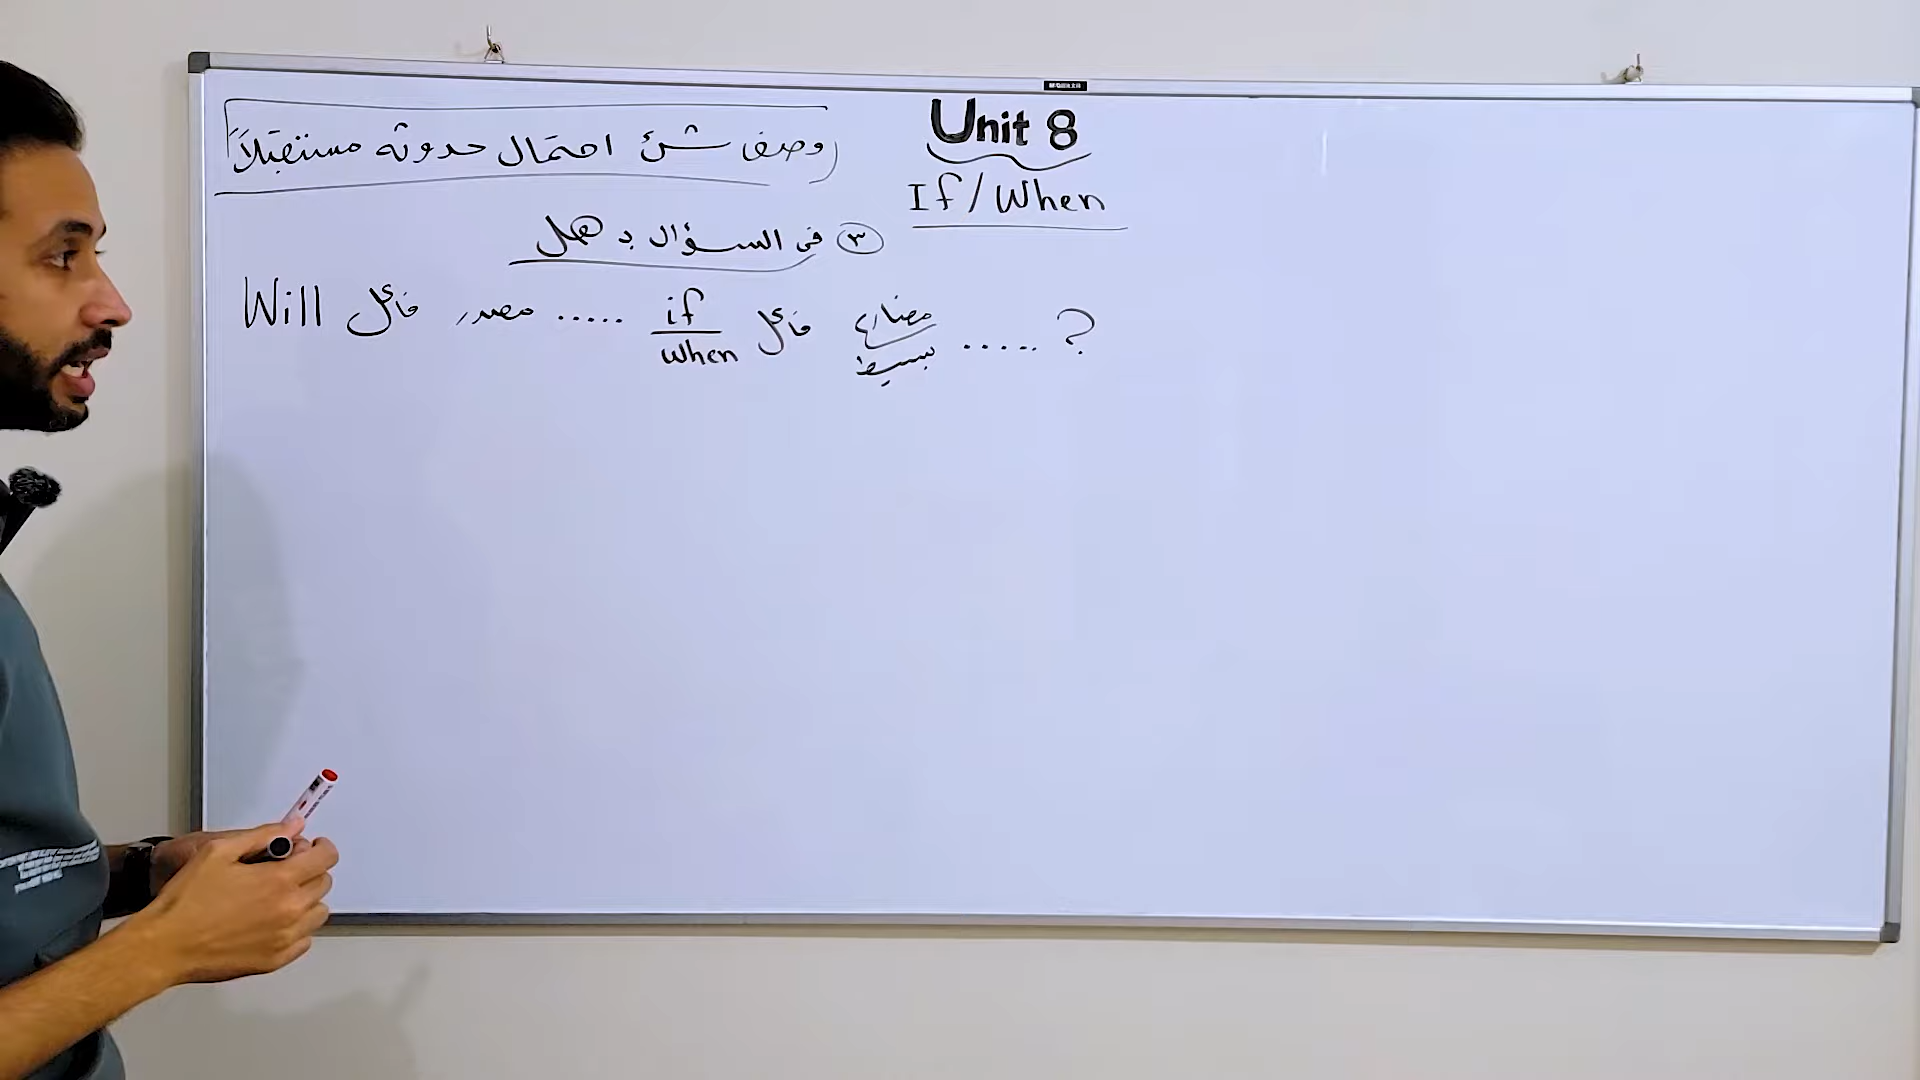 Unit 8
If / When
وصف شئ احتمال حدوثه مستقبلاً
٣ في السؤال بـ هل
Will فاعل مصدر ..... if / when فاعل مضارع بسيط ..... ?